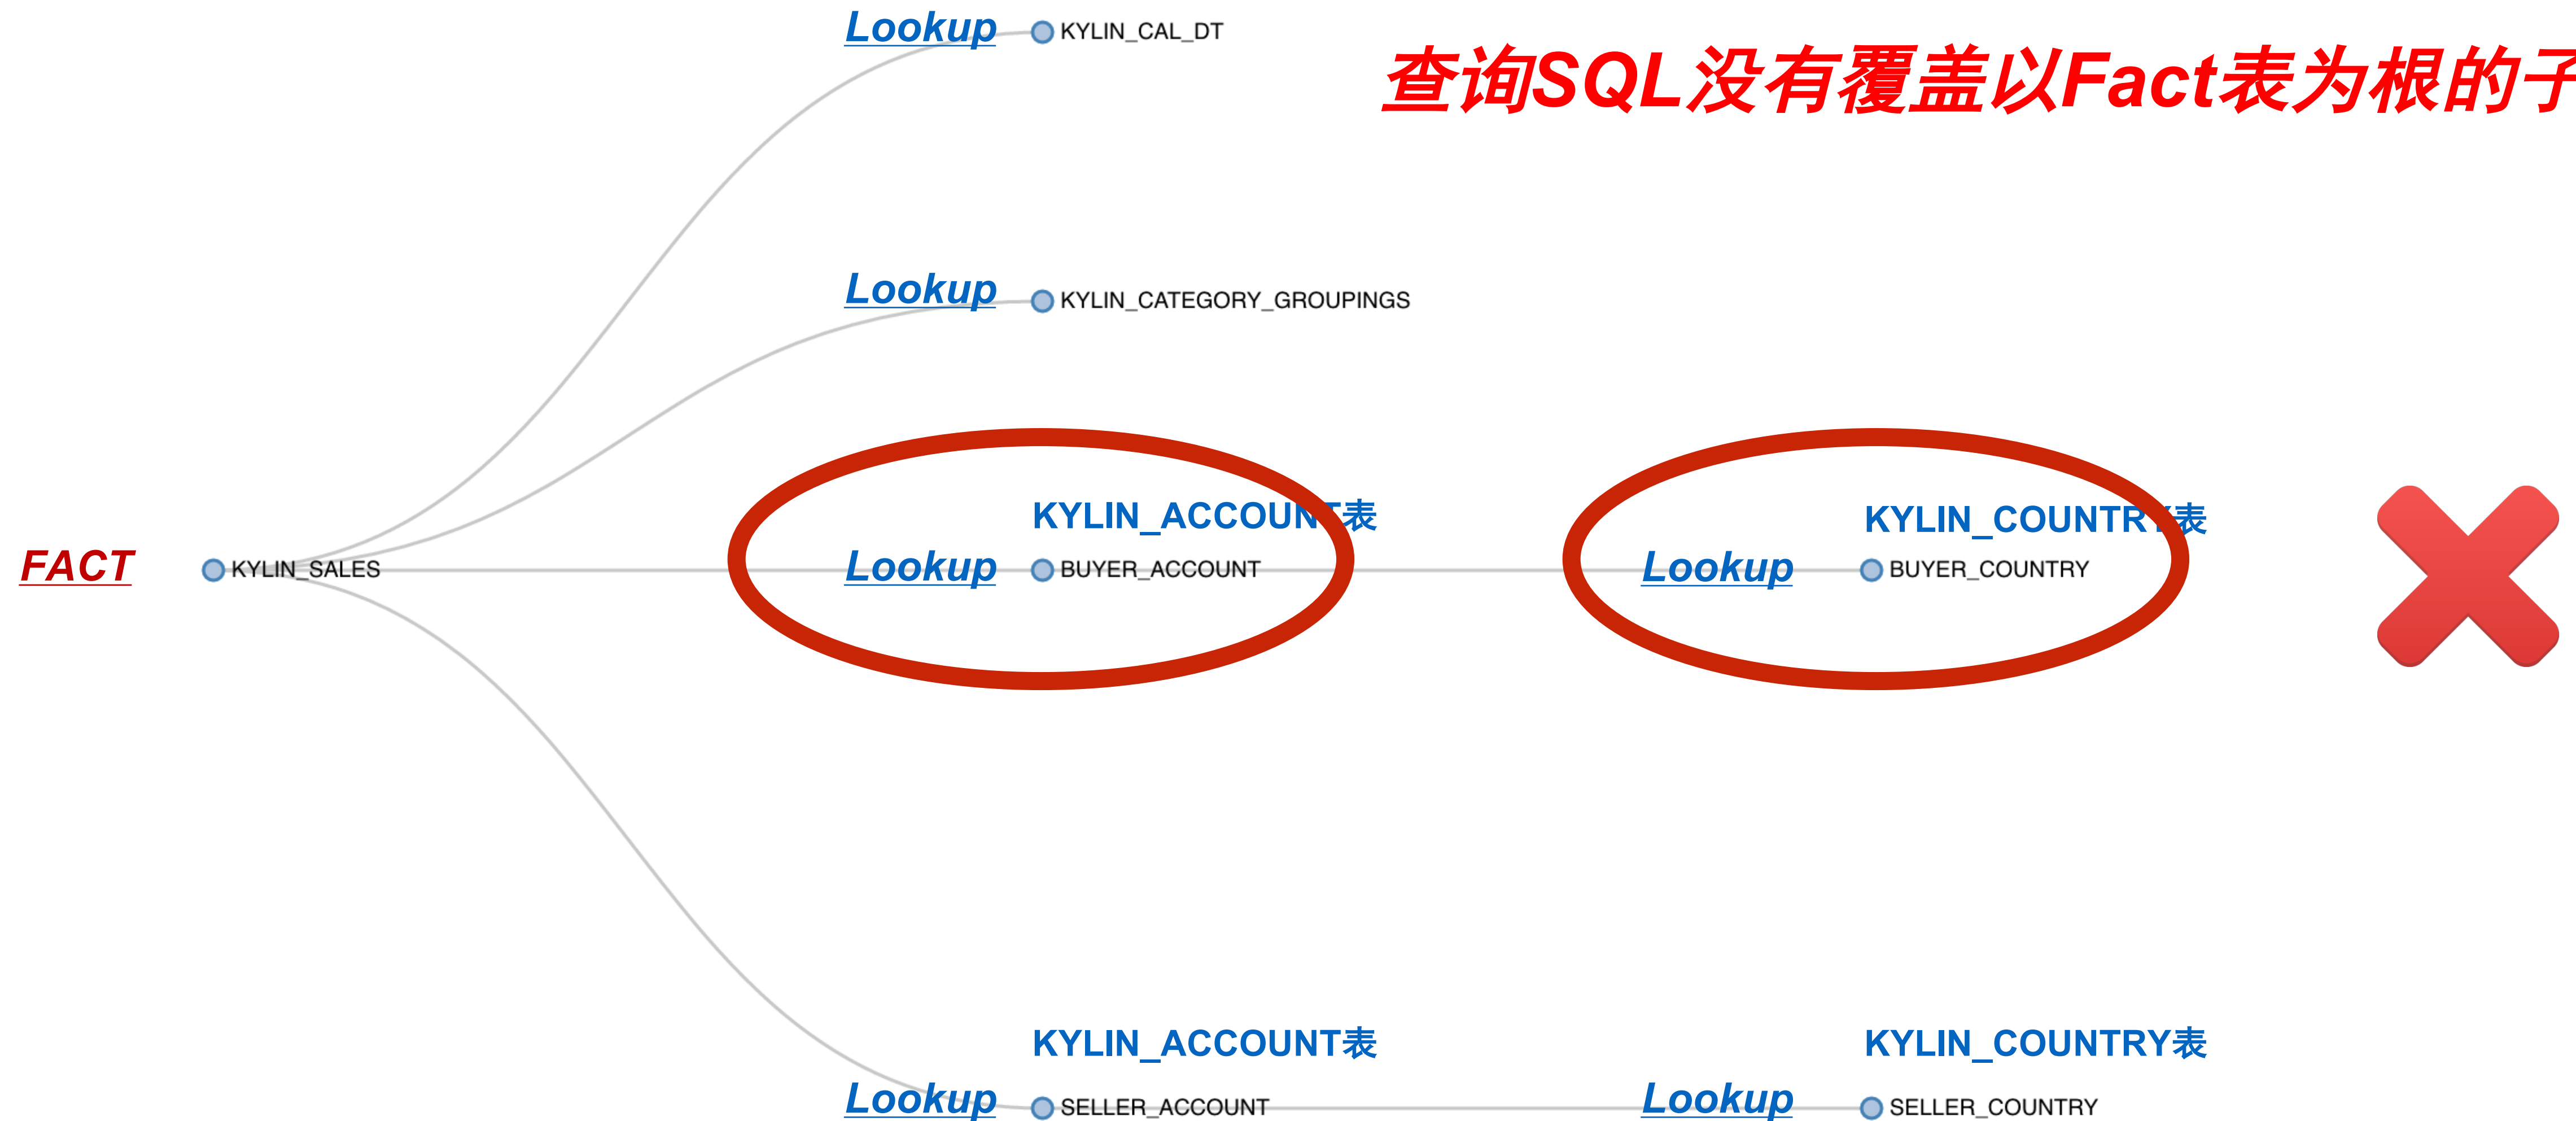 Lookup KYLIN_CAL_DT
查询SQL没有覆盖以Fact表为根的子
Lookup KYLIN_CATEGORY_GROUPINGS
KYLIN_ACCOUNT表 KYLIN_COUNTRY表
FACT KYLIN_SALES Lookup BUYER_ACCOUNT Lookup BUYER_COUNTRY
KYLIN_ACCOUNT表 KYLIN_COUNTRY表
Lookup SELLER_ACCOUNT Lookup SELLER_COUNTRY